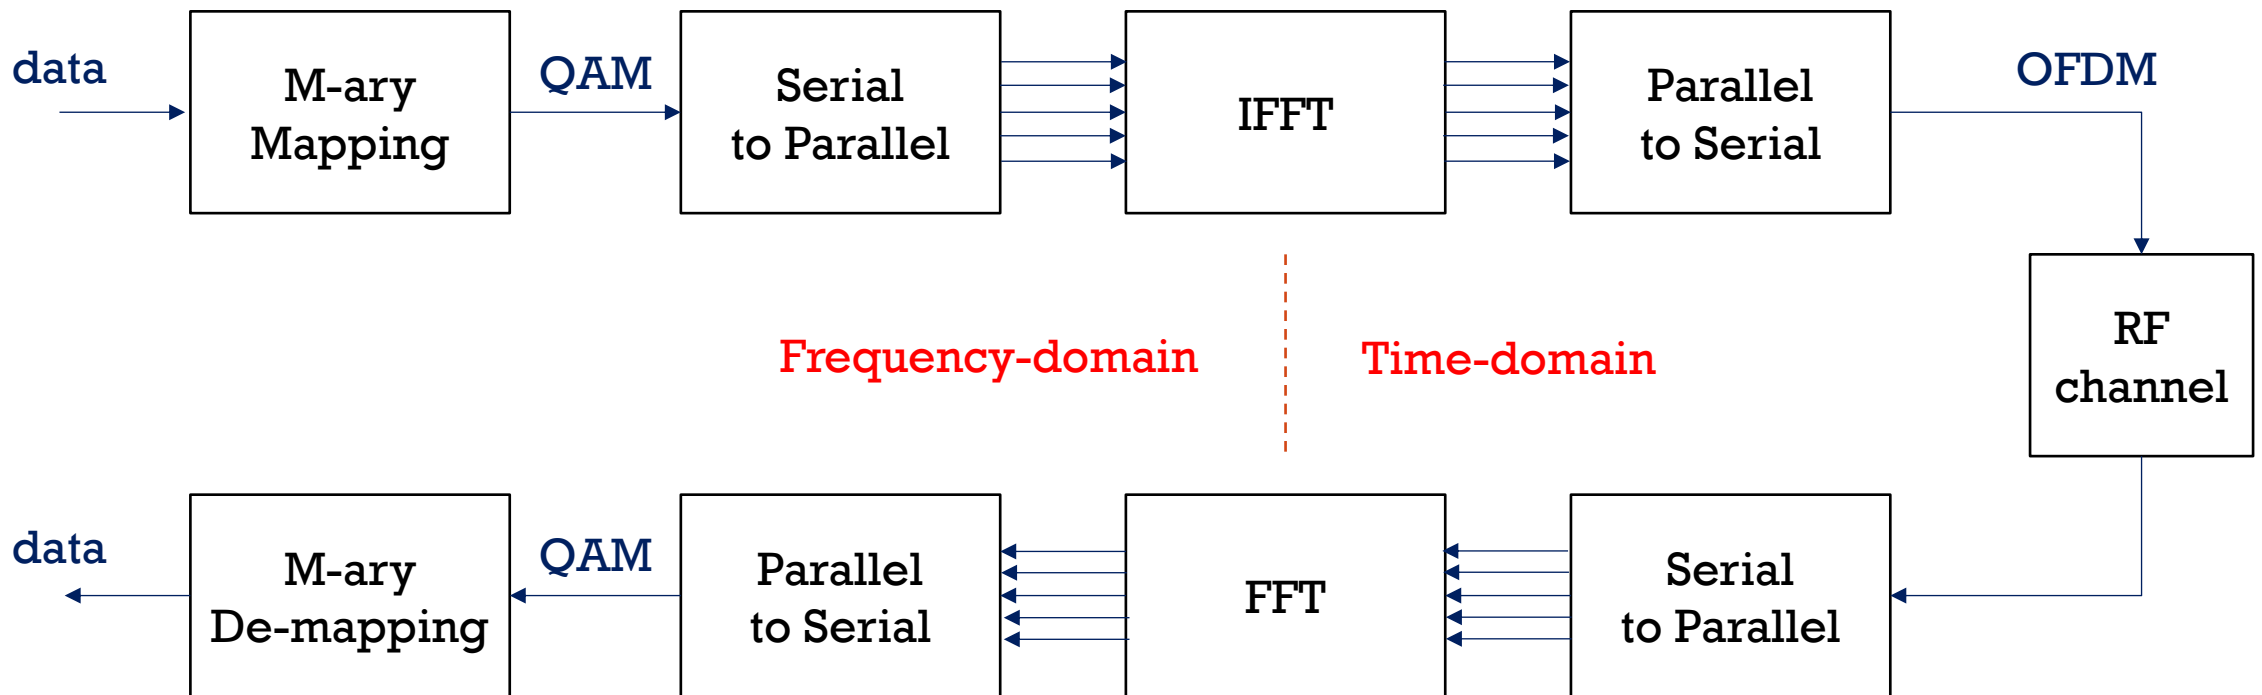 data
M-ary
Mapping
QAM
Serial
to Parallel
IFFT
Parallel
to Serial
OFDM
RF
channel
Frequency-domain
Time-domain
data
M-ary
De-mapping
QAM
Parallel
to Serial
FFT
Serial
to Parallel